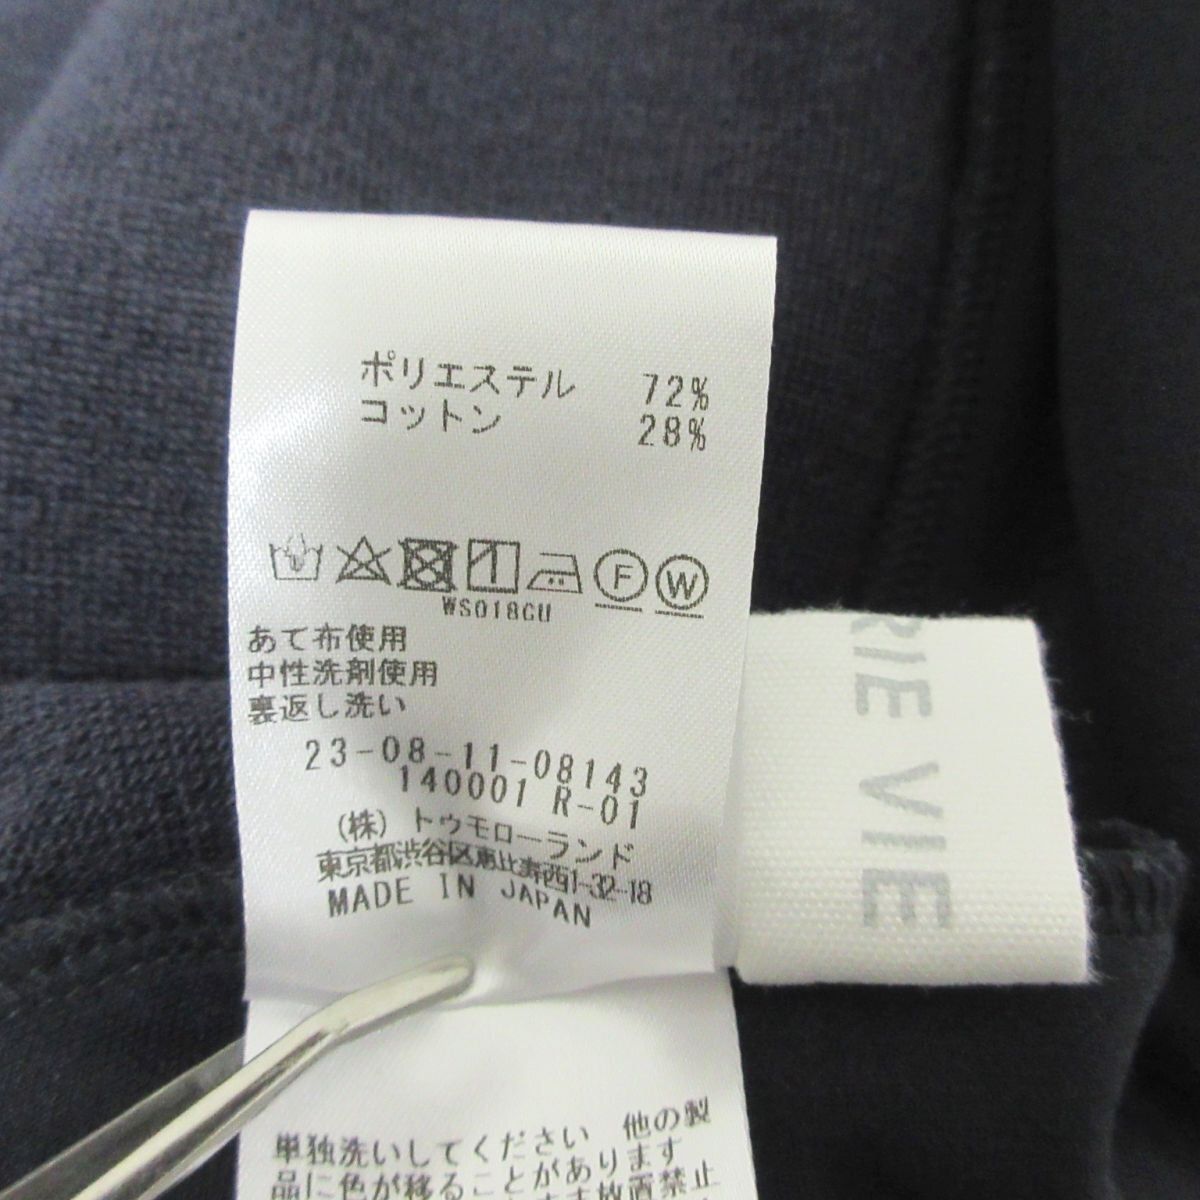 ポリエステル 72%
コットン 28%
F W
WS018CU
あて布使用
中性洗剤使用
裏返し洗い
23-08-11-08143
140001 R-01
(株) トゥモローランド
東京都渋谷区恵比寿西1-32-18
MADE IN JAPAN
RIE VIE
単独洗いしてください 他の製
品に色が移ることがあります
放置禁止